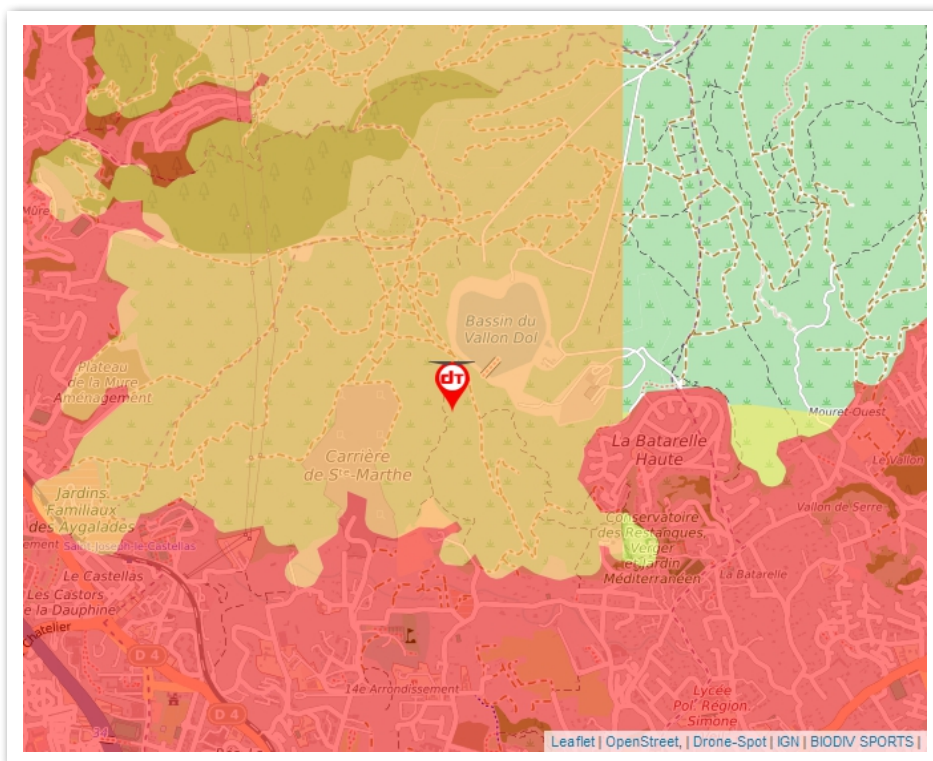 Bassin du
Vallon Dol
Mûre
Plateau
de la Mure
Aménagement
Mouret-Ouest
La Batarelle
Haute
Le Vallon
Carrière
de Sᵗᵉ-Marthe
Jardins
Familiaux
des Aygalades
Vallon de Serre
Conservatoire
des Restanques,
Verger
et Jardin
Méditerranéen
Saint-Joseph-le-Castellas
La Batarelle
Le Castellas
Les Castors
de la Dauphine
Chatelier
D 4
14e Arrondissement
Lycée
Pol. Région
Simone
D 4
34
dT
Leaflet | OpenStreet, | Drone-Spot | IGN | BIODIV SPORTS |